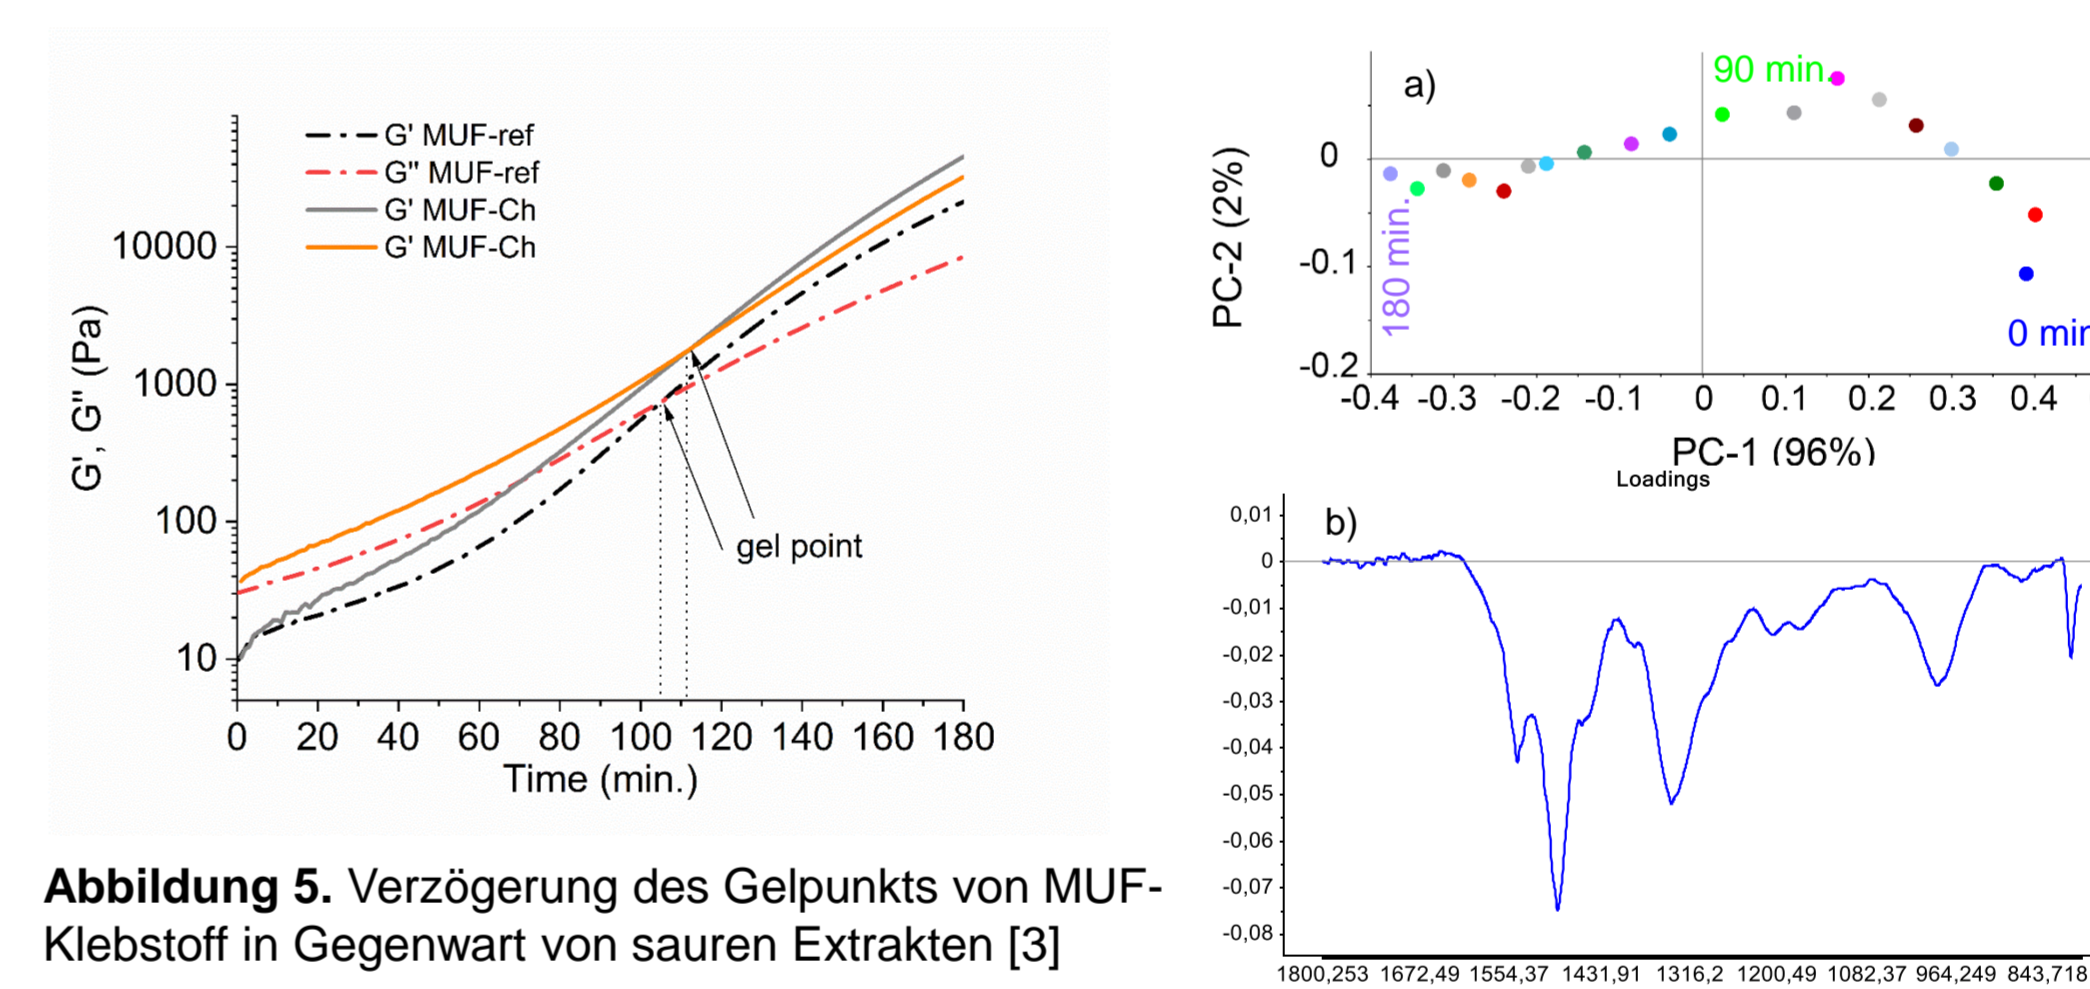 G' MUF-ref
G" MUF-ref
G' MUF-Ch
G' MUF-Ch
10000
1000
100
10
G', G" (Pa)
gel point
0 20 40 60 80 100 120 140 160 180
Time (min.)
Abbildung 5. Verzögerung des Gelpunkts von MUF-
Klebstoff in Gegenwart von sauren Extrakten [3]
a)
90 min.
180 min.
0 min
0
-0.1
-0.2
PC-2 (2%)
-0.4 -0.3 -0.2 -0.1 0 0.1 0.2 0.3 0.4
PC-1 (96%)
Loadings
b)
0,01
0
-0,01
-0,02
-0,03
-0,04
-0,05
-0,06
-0,07
-0,08
1800,253 1672,49 1554,37 1431,91 1316,2 1200,49 1082,37 964,249 843,718